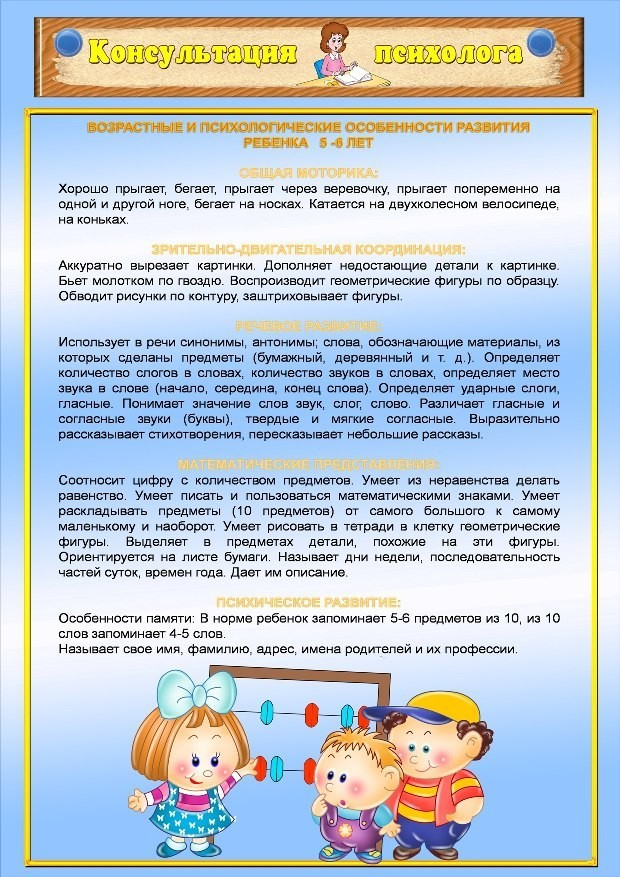 Консультация психолога
ВОЗРАСТНЫЕ И ПСИХОЛОГИЧЕСКИЕ ОСОБЕННОСТИ РАЗВИТИЯ
РЕБЕНКА 5 -6 ЛЕТ
ОБЩАЯ МОТОРИКА:
Хорошо прыгает, бегает, прыгает через веревочку, прыгает попеременно на
одной и другой ноге, бегает на носках. Катается на двухколесном велосипеде,
на коньках.
ЗРИТЕЛЬНО-ДВИГАТЕЛЬНАЯ КООРДИНАЦИЯ:
Аккуратно вырезает картинки. Дополняет недостающие детали к картинке.
Бьет молотком по гвоздю. Воспроизводит геометрические фигуры по образцу.
Обводит рисунки по контуру, заштриховывает фигуры.
РЕЧЕВОЕ РАЗВИТИЕ:
Использует в речи синонимы, антонимы; слова, обозначающие материалы, из
которых сделаны предметы (бумажный, деревянный и т. д.). Определяет
количество слогов в словах, количество звуков в словах, определяет место
звука в слове (начало, середина, конец слова). Определяет ударные слоги,
гласные. Понимает значение слов звук, слог, слово. Различает гласные и
согласные звуки (буквы), твердые и мягкие согласные. Выразительно
рассказывает стихотворения, пересказывает небольшие рассказы.
МАТЕМАТИЧЕСКИЕ ПРЕДСТАВЛЕНИЯ:
Соотносит цифру с количеством предметов. Умеет из неравенства делать
равенство. Умеет писать и пользоваться математическими знаками. Умеет
раскладывать предметы (10 предметов) от самого большого к самому
маленькому и наоборот. Умеет рисовать в тетради в клетку геометрические
фигуры. Выделяет в предметах детали, похожие на эти фигуры.
Ориентируется на листе бумаги. Называет дни недели, последовательность
частей суток, времен года. Дает им описание.
ПСИХИЧЕСКОЕ РАЗВИТИЕ:
Особенности памяти: В норме ребенок запоминает 5-6 предметов из 10, из 10
слов запоминает 4-5 слов.
Называет свое имя, фамилию, адрес, имена родителей и их профессии.